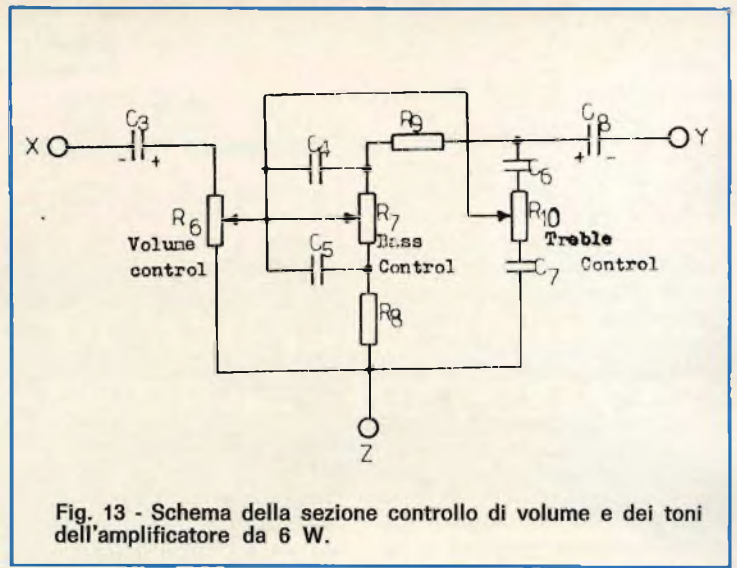 C3
C8
R9
X
C4
Y
- +
+ -
C6
R6
R7
R10
Volume
control
Bass
Control
Treble
Control
C5
C7
R8
Z
Fig. 13 - Schema della sezione controllo di volume e dei toni
dell'amplificatore da 6 W.